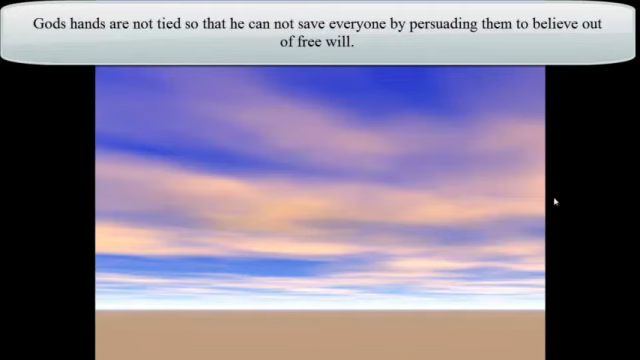 Gods hands are not tied so that he can not save everyone by persuading them to believe out
of free will.